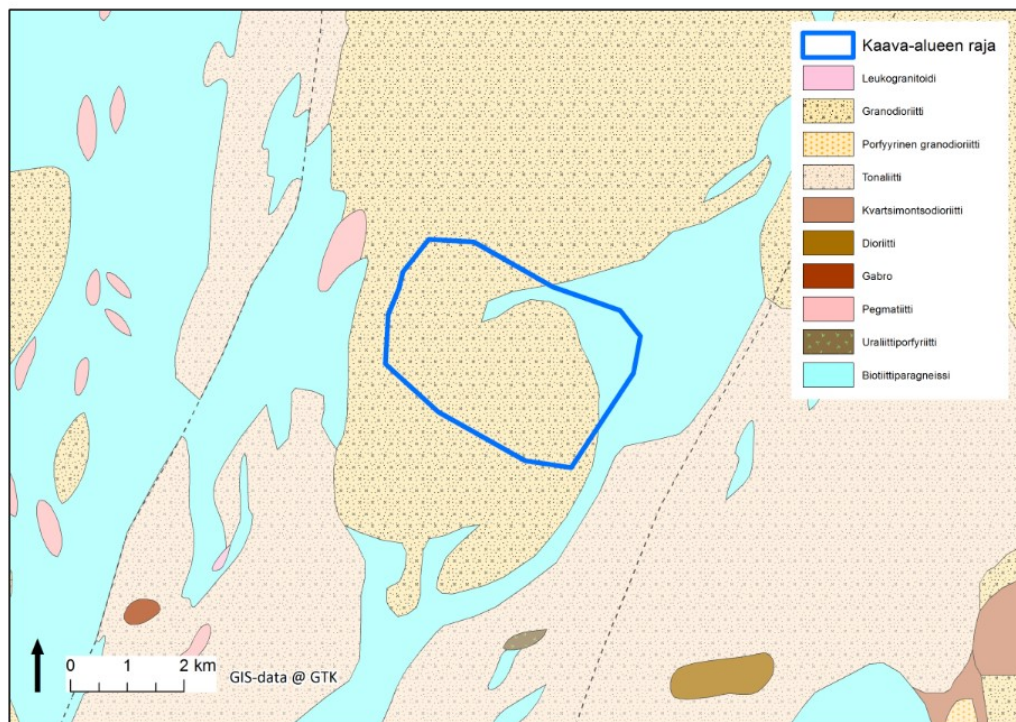 Kaava-alueen raja
Leukogranitoidi
Granodioriitti
Porfyyrinen granodioriitti
Tonaliitti
Kvartsimontsodioriitti
Dioriitti
Gabro
Pegmatiitti
Uraliittiporfyriitti
Biotiittiparagneissi
0 1 2 km
GIS-data @ GTK